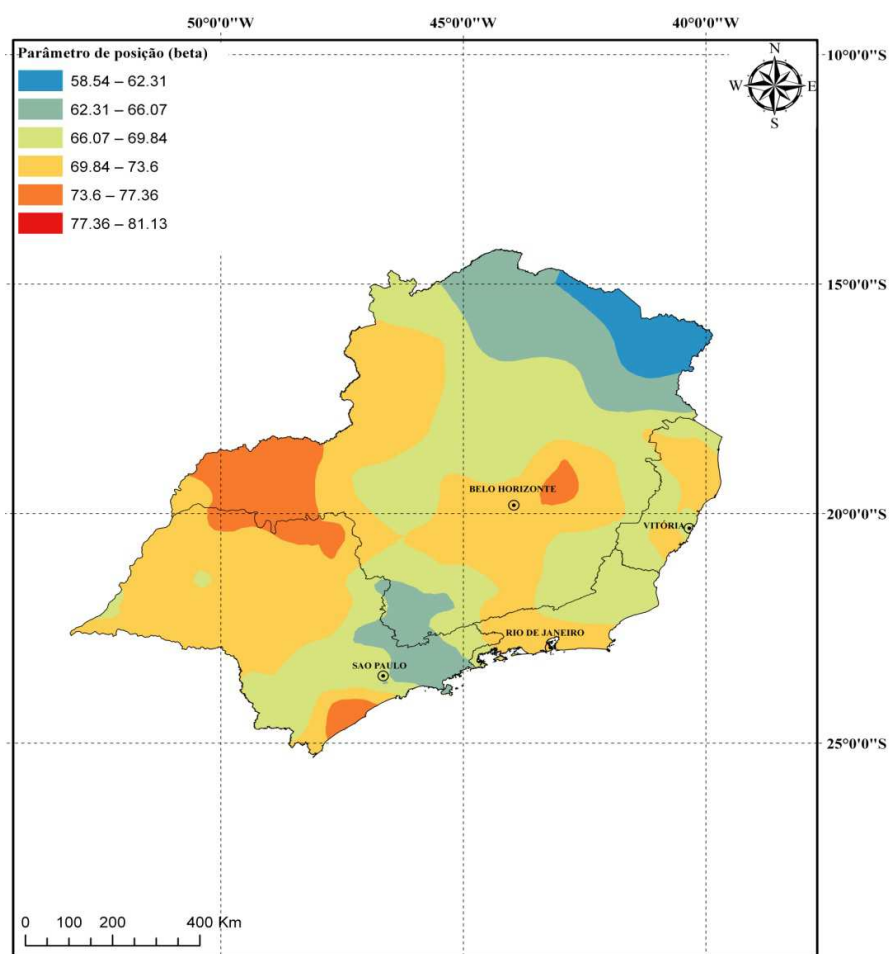 50°0'0"W 45°0'0"W 40°0'0"W
Parâmetro de posição (beta)
58.54 – 62.31
62.31 – 66.07
66.07 – 69.84
69.84 – 73.6
73.6 – 77.36
77.36 – 81.13
N
W E
S
10°0'0"S
15°0'0"S
BELO HORIZONTE
20°0'0"S
VITÓRIA
RIO DE JANEIRO
SAO PAULO
25°0'0"S
0 100 200 400 Km